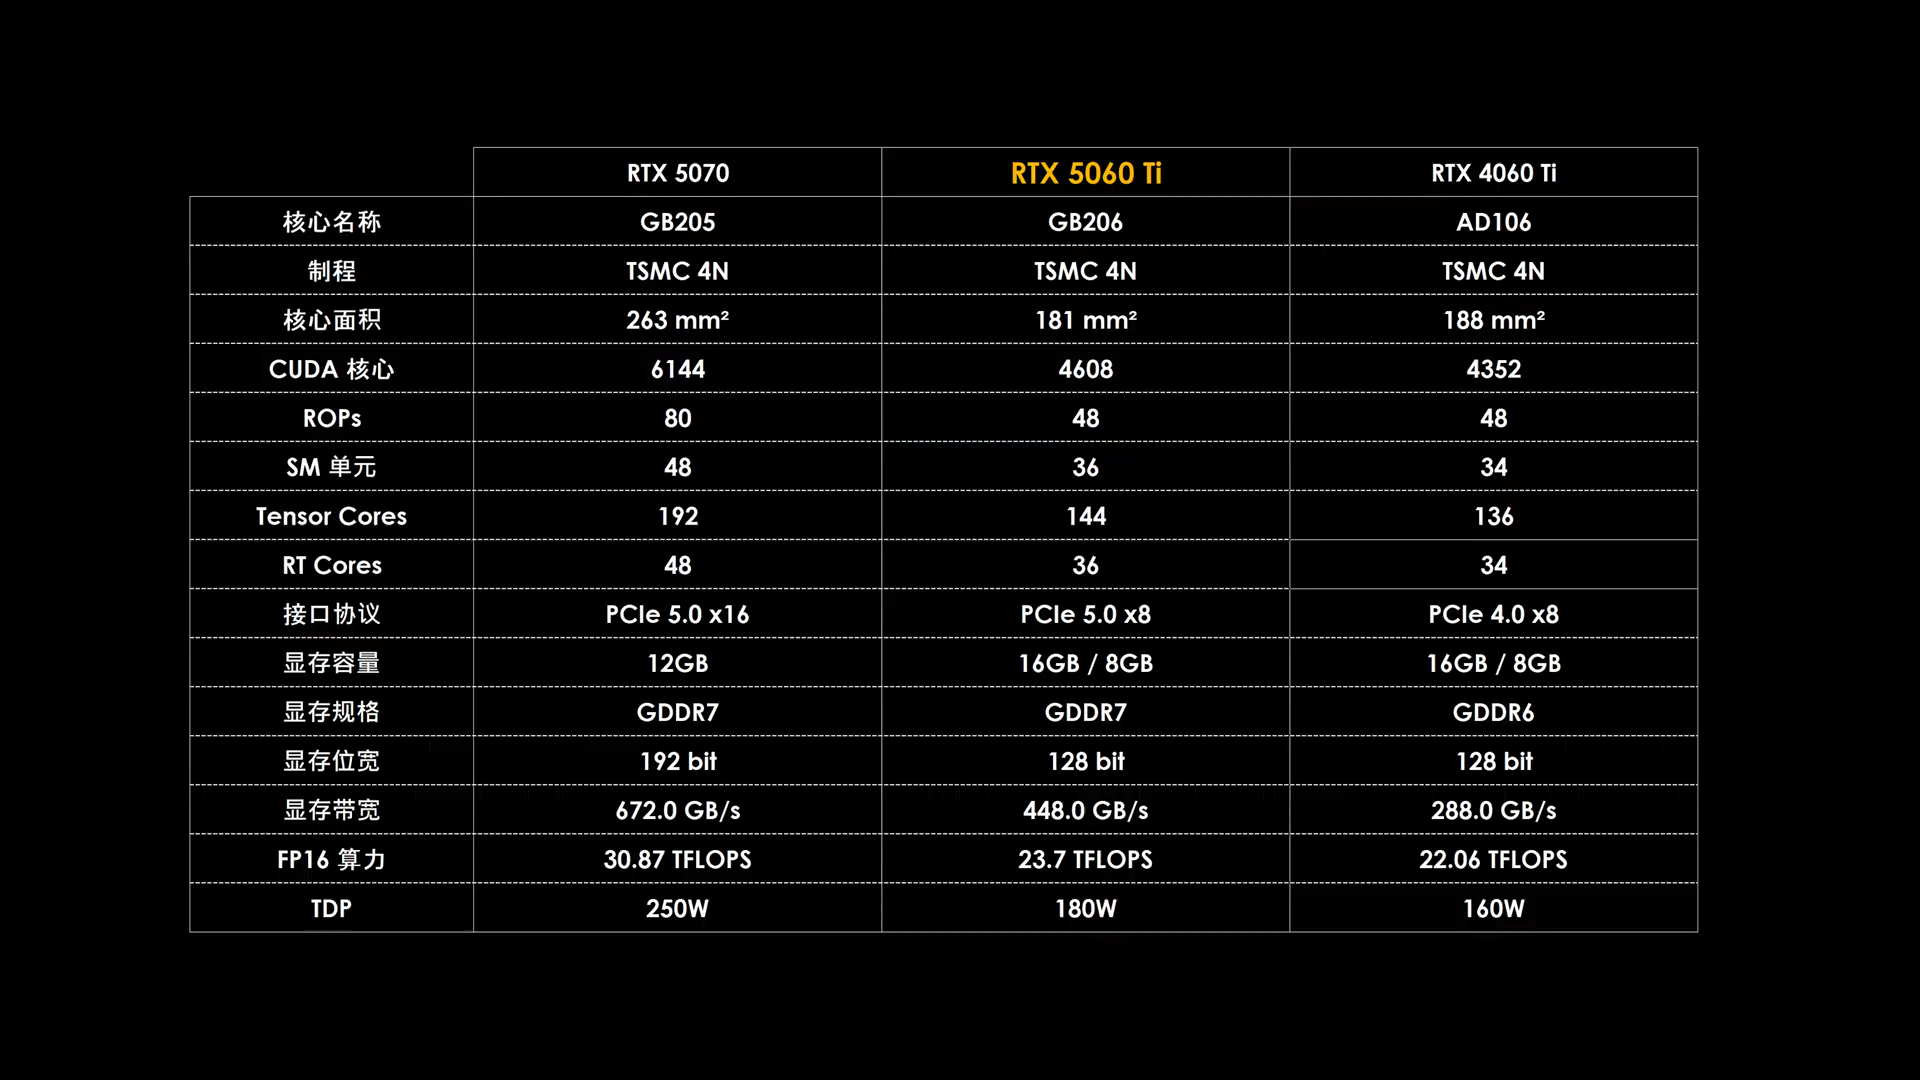 RTX 5070 RTX 5060 Ti RTX 4060 Ti
核心名称 GB205 GB206 AD106
制程 TSMC 4N TSMC 4N TSMC 4N
核心面积 263 mm² 181 mm² 188 mm²
CUDA 核心 6144 4608 4352
ROPs 80 48 48
SM 单元 48 36 34
Tensor Cores 192 144 136
RT Cores 48 36 34
接口协议 PCIe 5.0 x16 PCIe 5.0 x8 PCIe 4.0 x8
显存容量 12GB 16GB / 8GB 16GB / 8GB
显存规格 GDDR7 GDDR7 GDDR6
显存位宽 192 bit 128 bit 128 bit
显存带宽 672.0 GB/s 448.0 GB/s 288.0 GB/s
FP16 算力 30.87 TFLOPS 23.7 TFLOPS 22.06 TFLOPS
TDP 250W 180W 160W